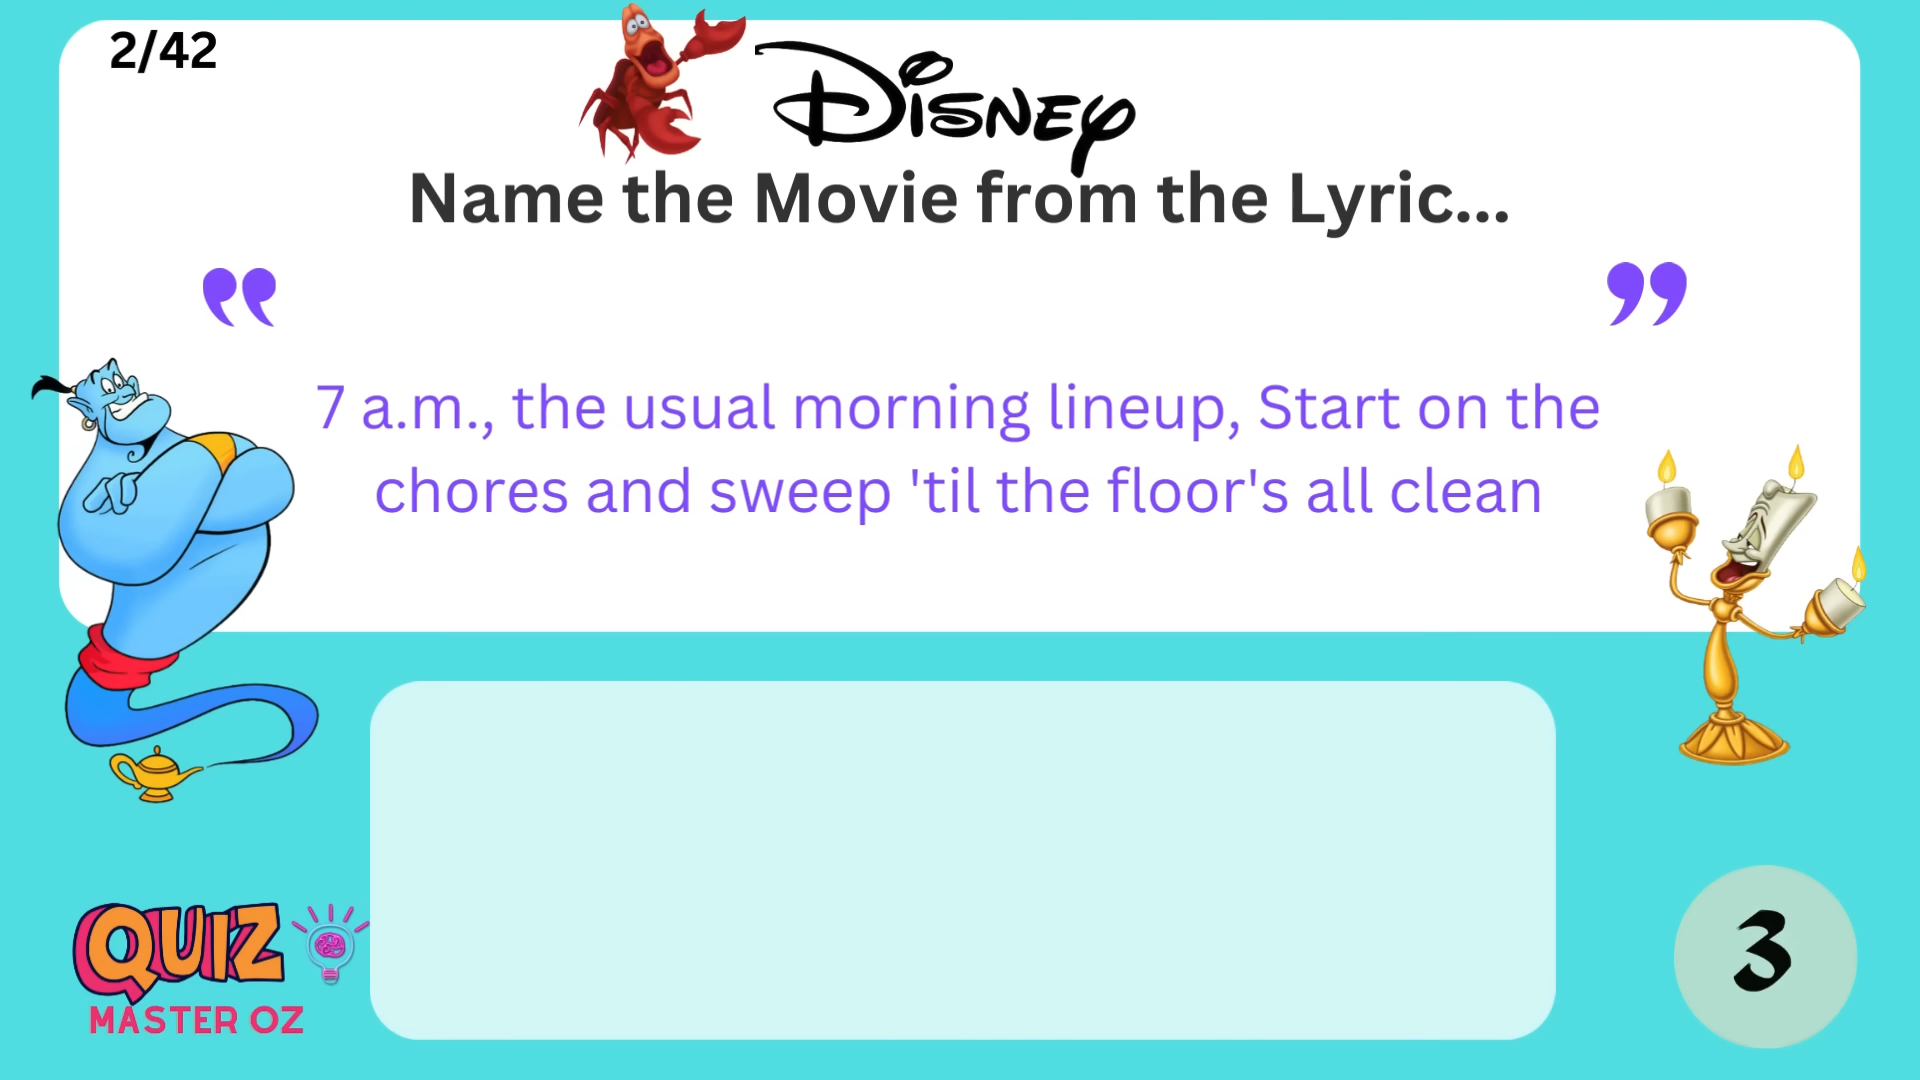 2/42
Disney
Name the Movie from the Lyric...
"
"
7 a.m., the usual morning lineup, Start on the
chores and sweep 'til the floor's all clean
QUIZ
MASTER OZ
3